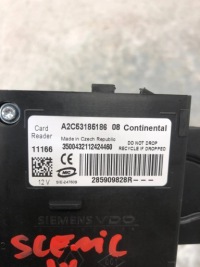 Card Reader
11166
A2C53185186 08 Continental
Made in Czech Republic
DO NOT DROP
RECYCLE IF DROPPED
3500432112424460
12V
285909828R---
SIEMENS VDO
SCENIC